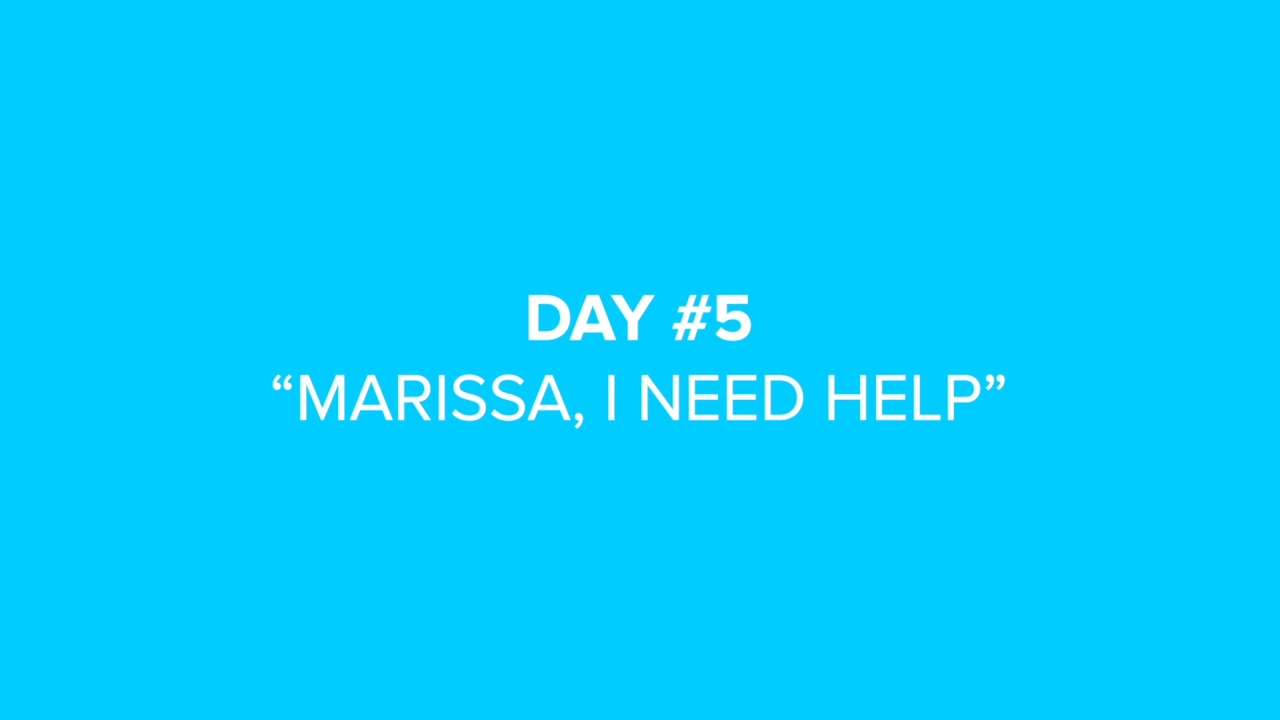 DAY #5
“MARISSA, I NEED HELP”